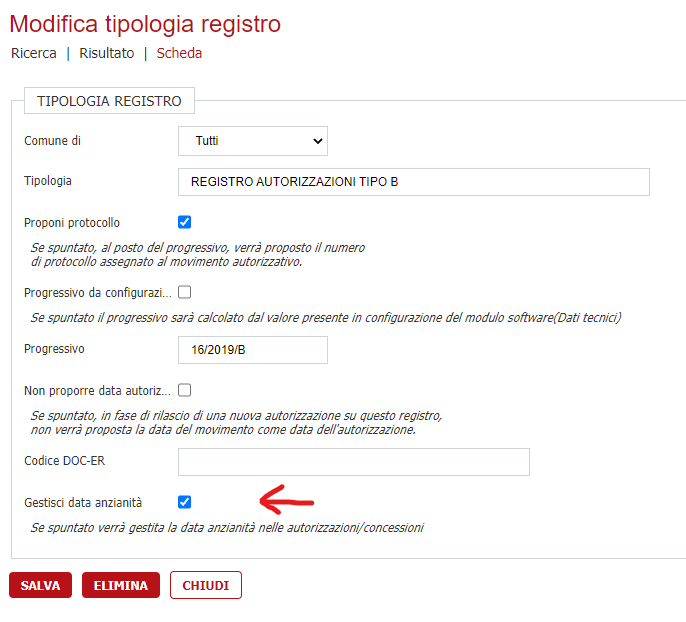 Modifica tipologia registro
Ricerca | Risultato | Scheda
TIPOLOGIA REGISTRO
Comune di Tutti
Tipologia REGISTRO AUTORIZZAZIONI TIPO B
Proponi protocollo
Se spuntato, al posto del progressivo, verrà proposto il numero
di protocollo assegnato al movimento autorizzativo.
Progressivo da configurazi...
Se spuntato il progressivo sarà calcolato dal valore presente in configurazione del modulo software(Dati tecnici)
Progressivo 16/2019/B
Non proporre data autoriz...
Se spuntato, in fase di rilascio di una nuova autorizzazione su questo registro,
non verrà proposta la data del movimento come data dell'autorizzazione.
Codice DOC-ER
Gestisci data anzianità
Se spuntato verrà gestita la data anzianità nelle autorizzazioni/concessioni
SALVA ELIMINA CHIUDI